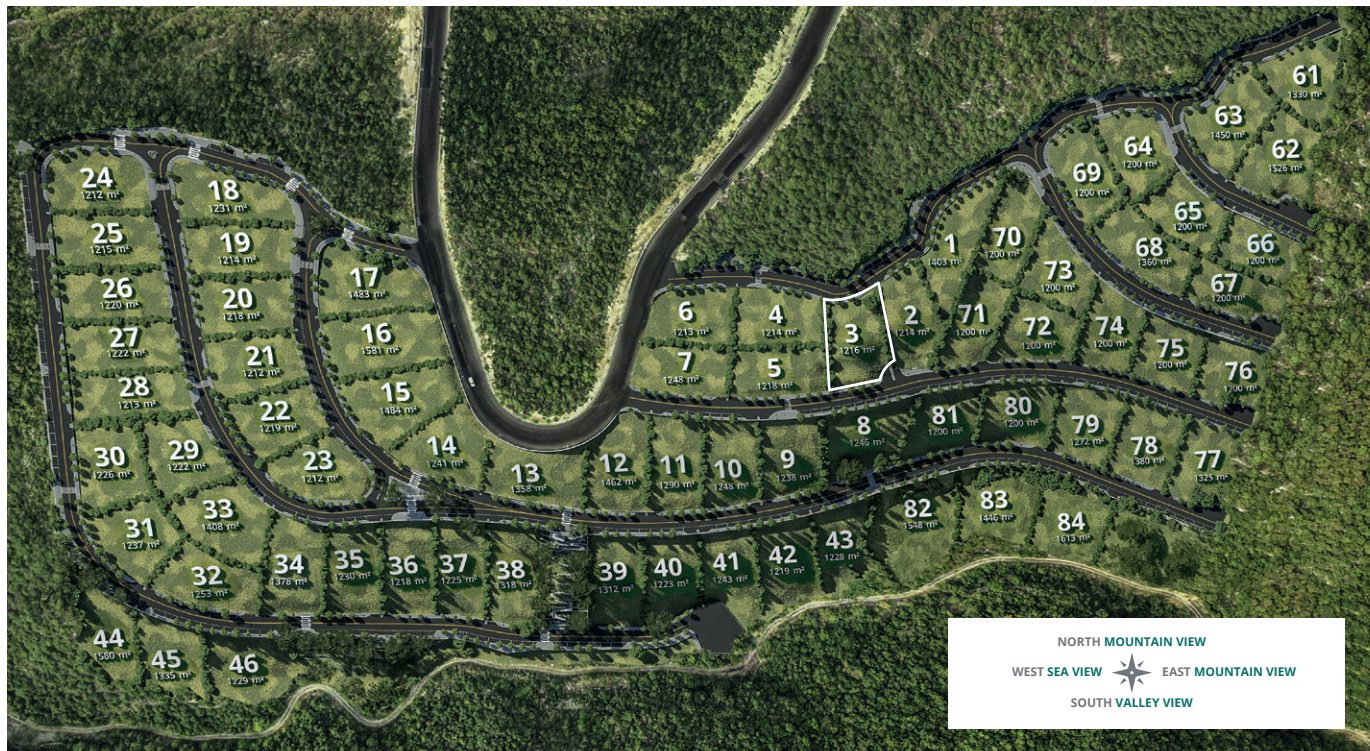 61
1330 m²
63
1450 m²
62
1526 m²
64
1200 m²
69
1200 m²
65
1200 m²
66
1200 m²
68
1360 m²
67
1200 m²
1
1403 m²
70
1200 m²
73
1200 m²
24
1212 m²
18
1231 m²
25
1215 m²
19
1214 m²
17
1483 m²
26
1220 m²
20
1218 m²
6
1213 m²
4
1214 m²
3
1216 m²
2
1214 m²
71
1200 m²
72
1200 m²
74
1200 m²
75
1200 m²
76
1200 m²
27
1222 m²
21
1212 m²
16
1581 m²
7
1248 m²
5
1218 m²
28
1213 m²
22
1219 m²
15
1484 m²
30
1226 m²
29
1222 m²
23
1212 m²
14
1241 m²
13
1358 m²
12
1462 m²
11
1290 m²
10
1248 m²
9
1238 m²
8
1246 m²
81
1200 m²
80
1200 m²
79
1272 m²
78
380 m²
77
1325 m²
31
1237 m²
33
1408 m²
82
1548 m²
83
1446 m²
84
1613 m²
32
1253 m²
34
1378 m²
35
1230 m²
36
1218 m²
37
1225 m²
38
318 m²
39
1312 m²
40
1223 m²
41
1243 m²
42
1219 m²
43
1228 m²
44
1580 m²
45
1335 m²
46
1229 m²
NORTH MOUNTAIN VIEW
WEST SEA VIEW EAST MOUNTAIN VIEW
SOUTH VALLEY VIEW